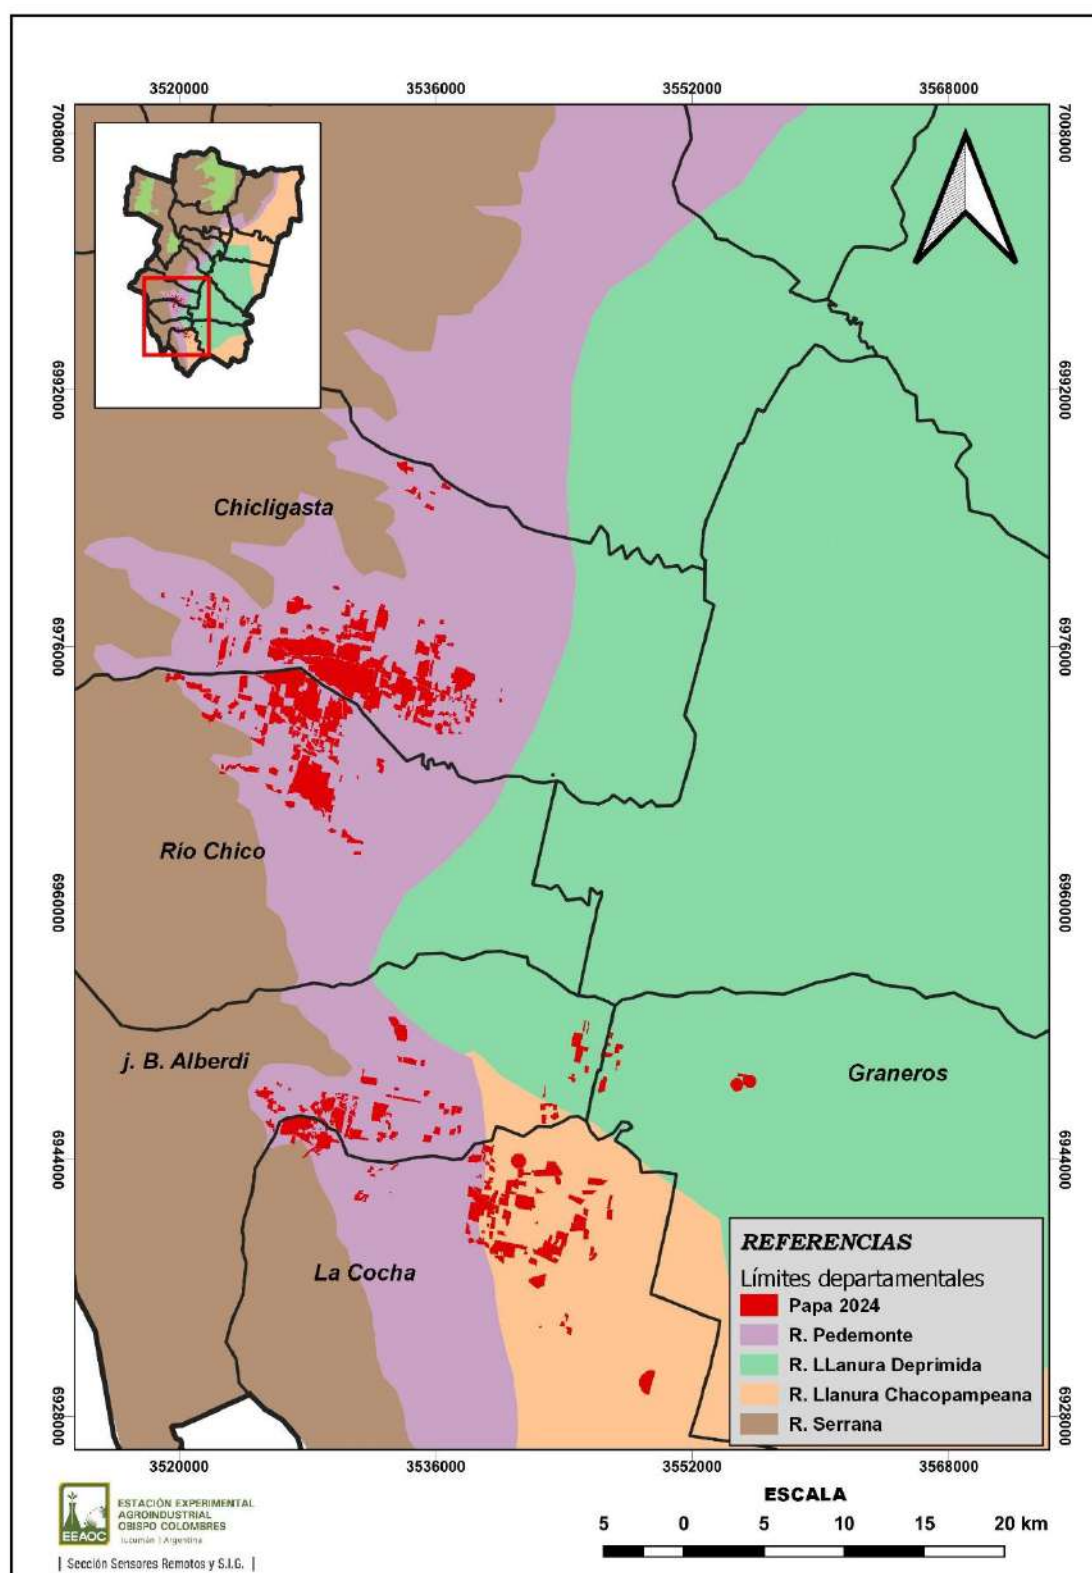 3520000 3536000 3552000 3568000
7008000 7008000
6992000 6992000
Chicligasta
6976000 6976000
Río Chico
6960000 6960000
j. B. Alberdi
Graneros
6944000 6944000
La Cocha
REFERENCIAS
Límites departamentales
Papa 2024
R. Pedemonte
R. LLanura Deprimida
R. Llanura Chacopampeana
R. Serrana
6928000 6928000
3520000 3536000 3552000 3568000
ESCALA
5 0 5 10 15 20 km
EEAOC
ESTACIÓN EXPERIMENTAL
AGROINDUSTRIAL
OBISPO COLOMBRES
Tucumán | Argentina
| Sección Sensores Remotos y S.I.G. |